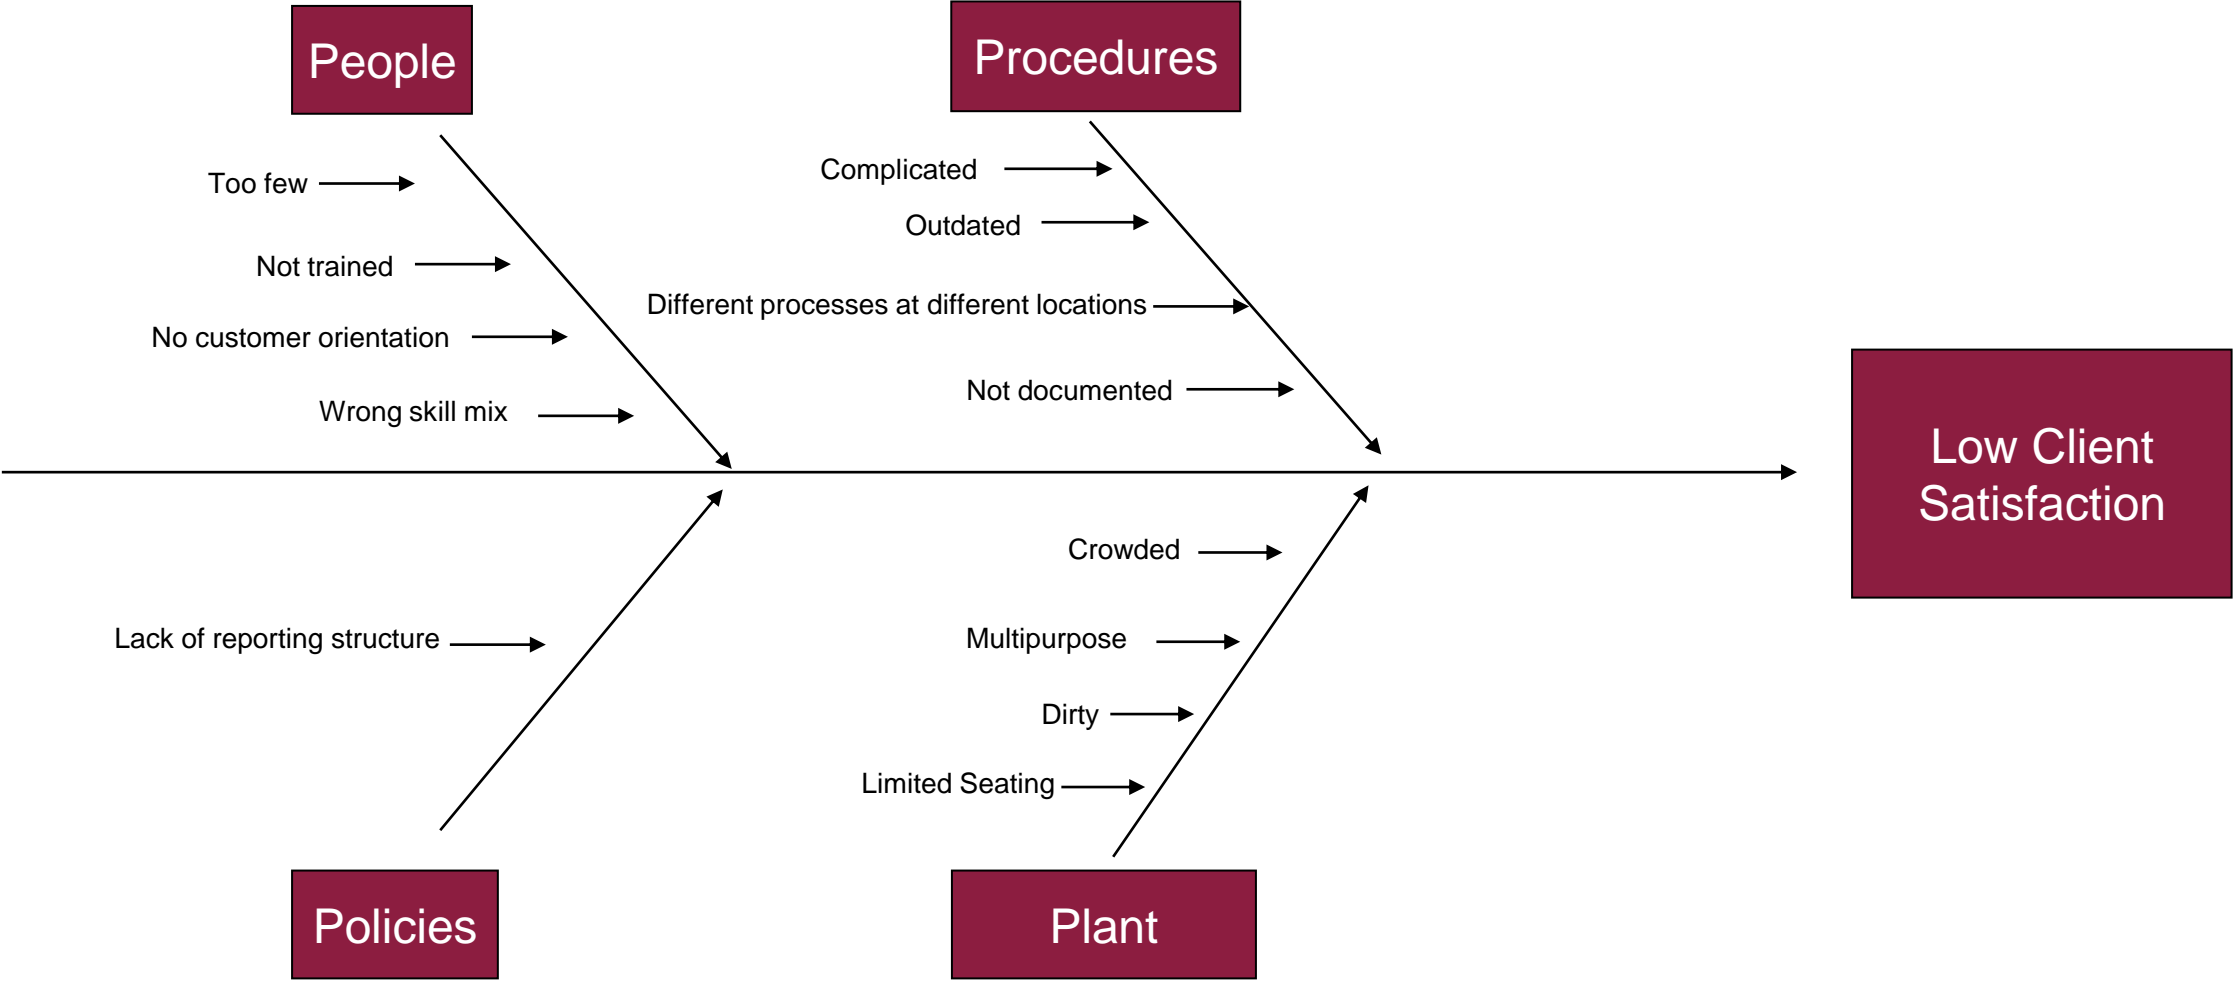 People
Procedures
Too few
Not trained
No customer orientation
Wrong skill mix
Complicated
Outdated
Different processes at different locations
Not documented
Low Client
Satisfaction
Lack of reporting structure
Crowded
Multipurpose
Dirty
Limited Seating
Policies
Plant